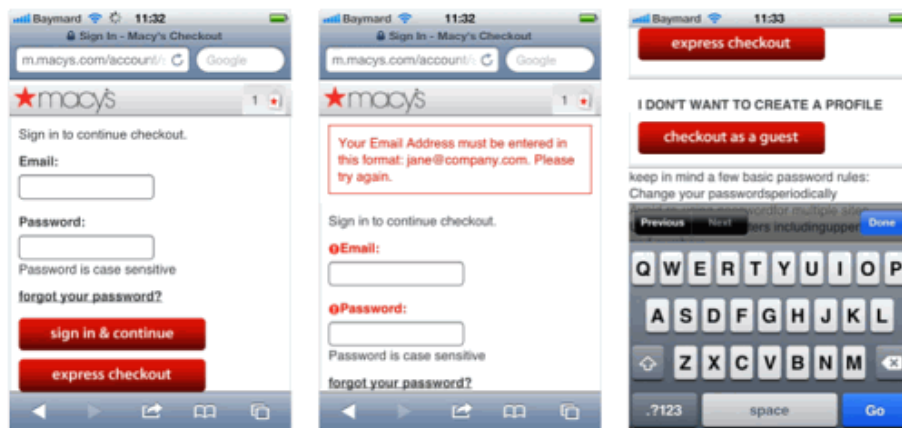 Baymard 11:32
Sign In - Macy's Checkout
m.macys.com/account/ Google
macy's 1
Sign in to continue checkout.
Email:
Password:
Password is case sensitive
forgot your password?
sign in & continue
express checkout
Baymard 11:32
Sign In - Macy's Checkout
m.macys.com/account/ Google
macy's 1
Your Email Address must be entered in
this format: jane@company.com. Please
try again.
Sign in to continue checkout.
Email:
Password:
Password is case sensitive
forgot your password?
Baymard 11:33
express checkout
I DON'T WANT TO CREATE A PROFILE
checkout as a guest
keep in mind a few basic password rules:
Change your passwordsperiodically
Previous Next ters includingupper Done
Q W E R T Y U I O P
A S D F G H J K L
Z X C V B N M
.?123 space Go